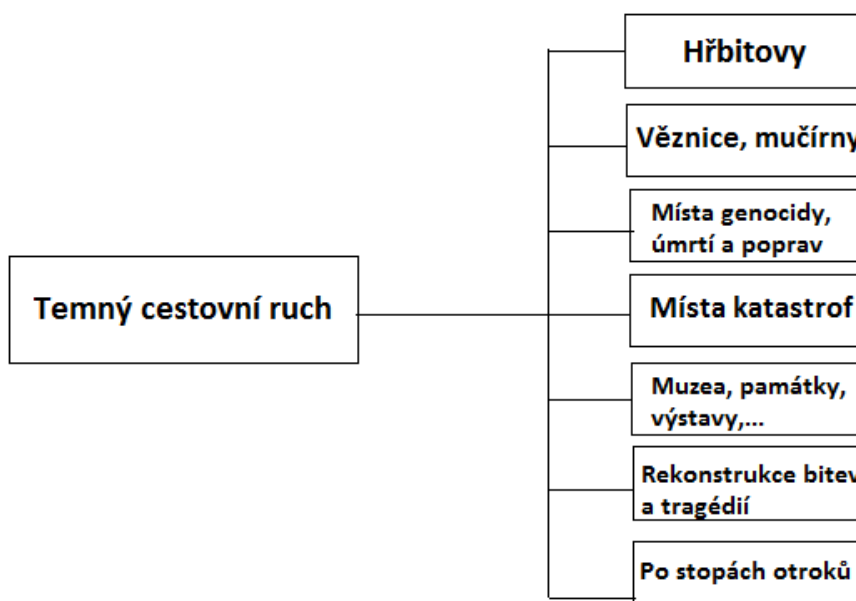 Hřbitovy
Věznice, mučírny
Místa genocidy,
úmrtí a poprav
Temný cestovní ruch
Místa katastrof
Muzea, památky,
výstavy,...
Rekonstrukce bitev
a tragédií
Po stopách otroků